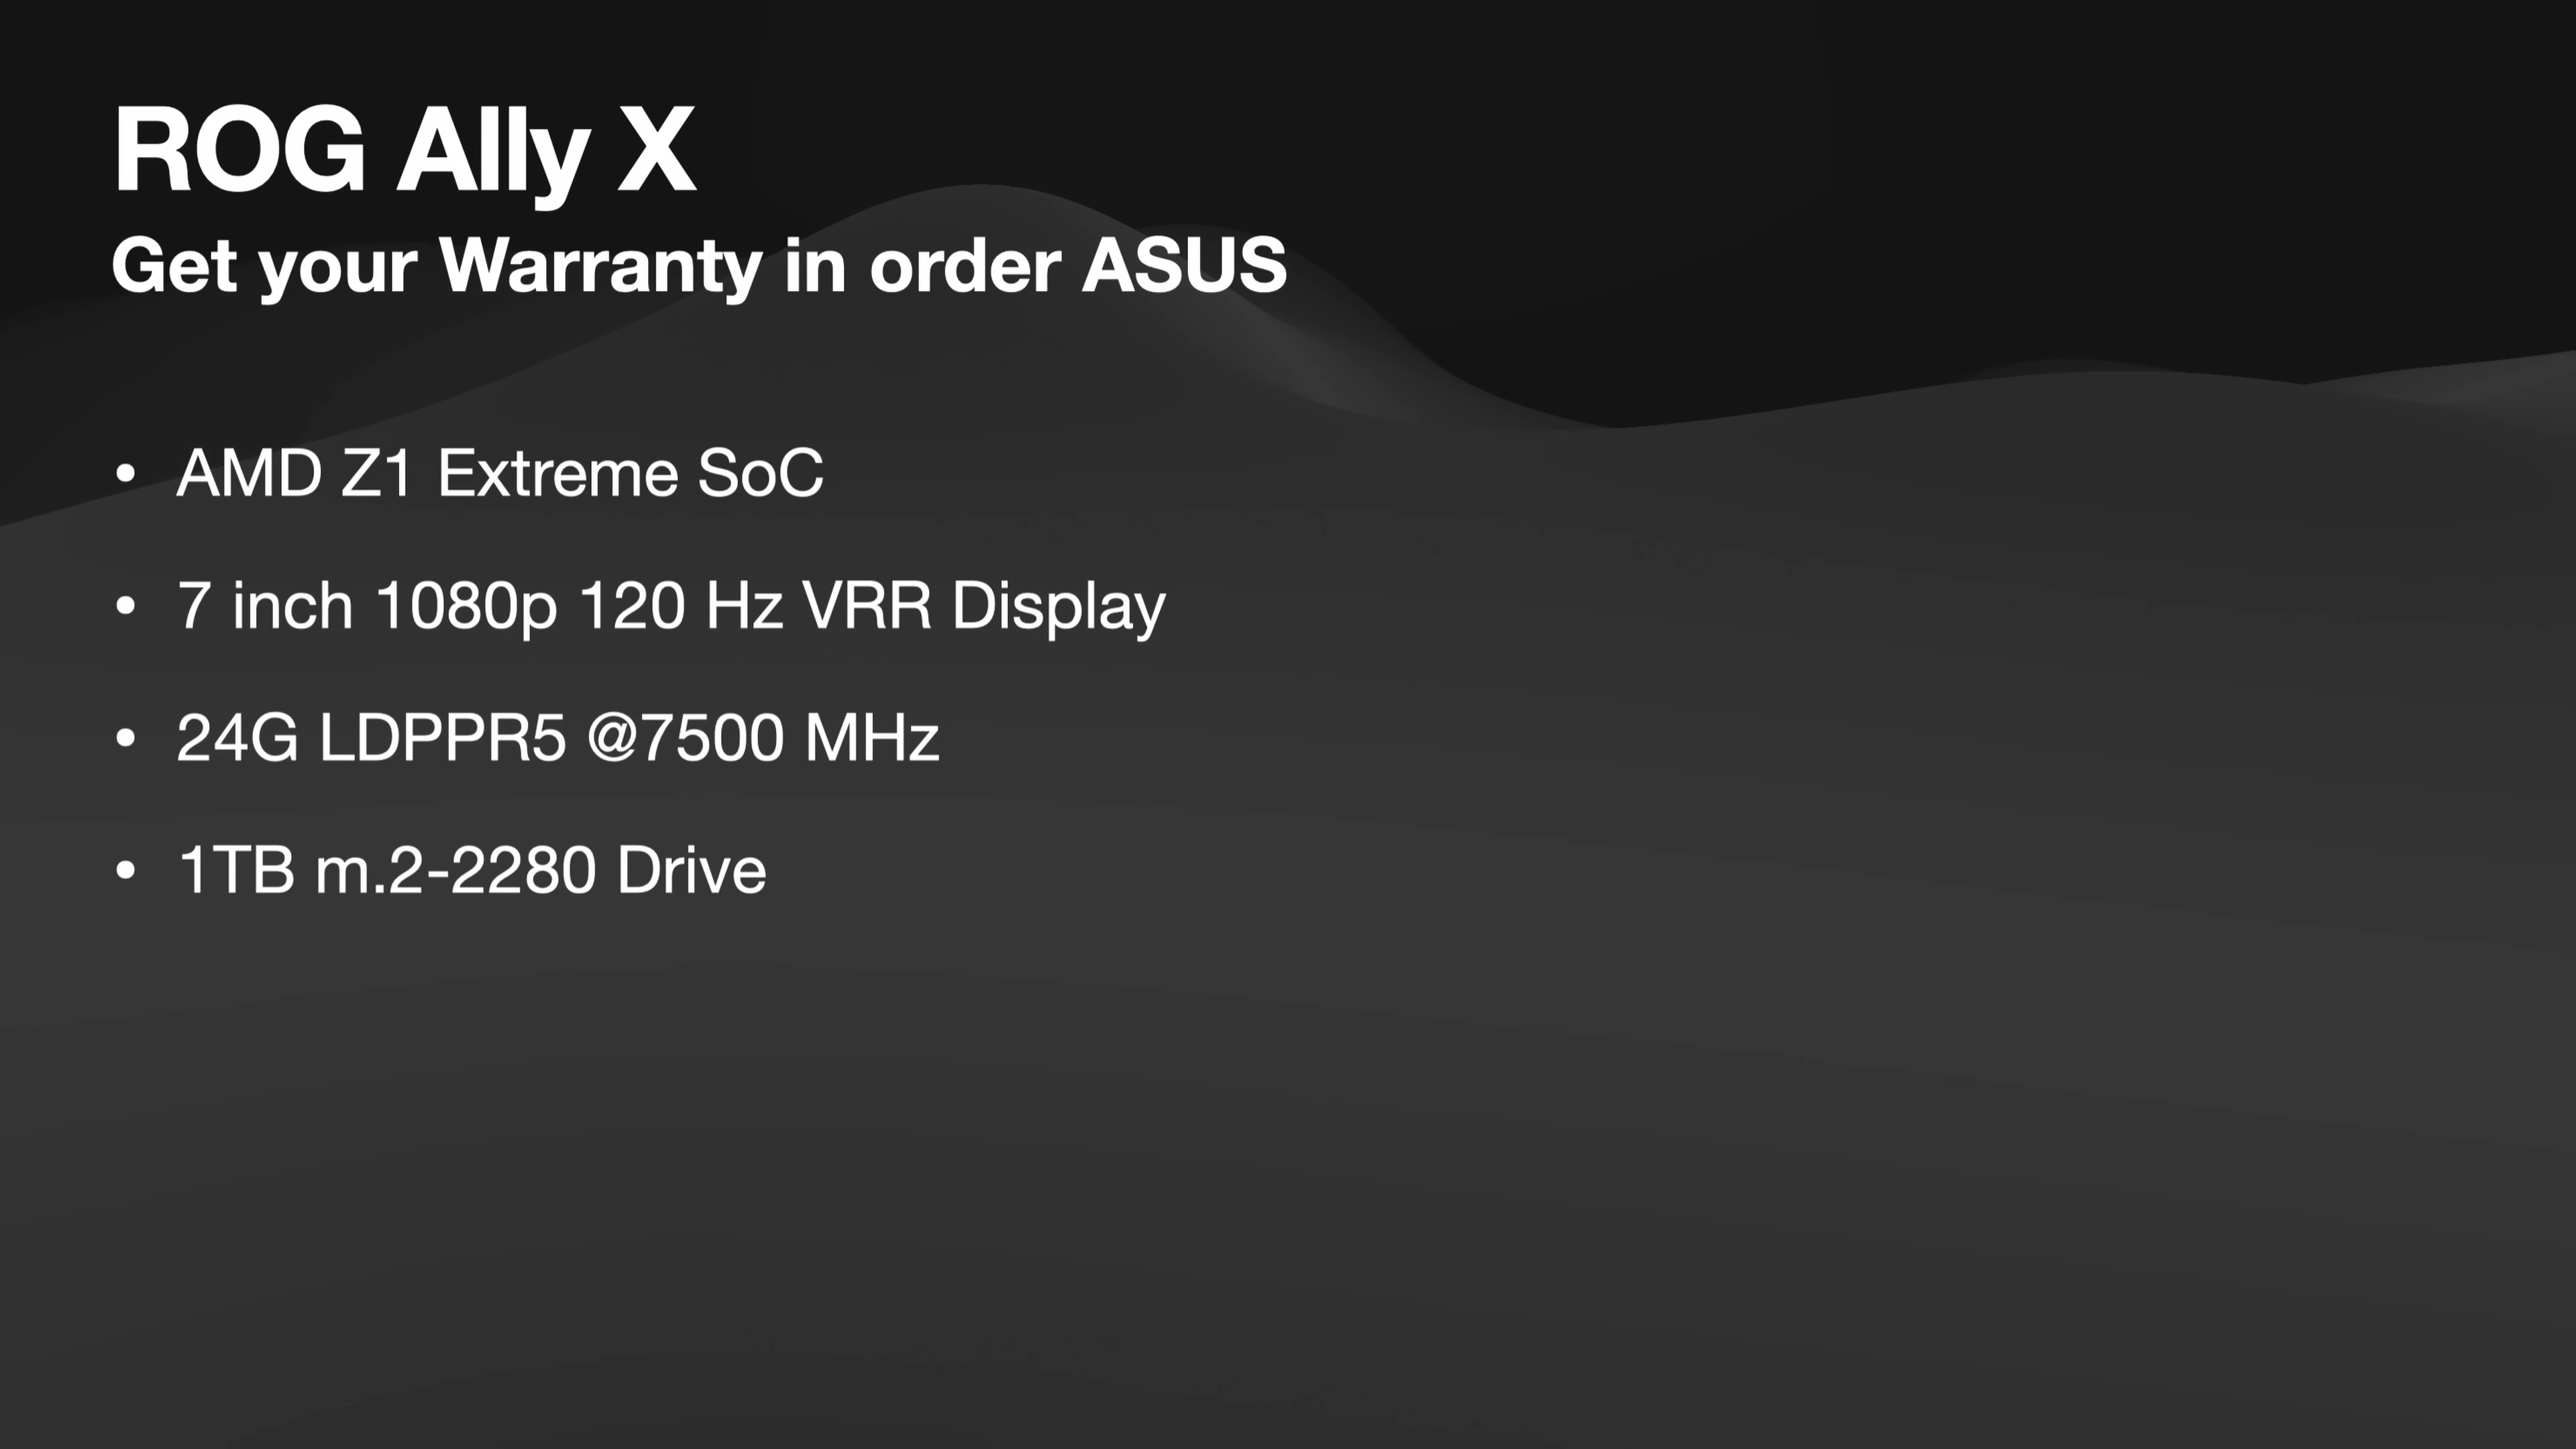 ROG Ally X
Get your Warranty in order ASUS
• AMD Z1 Extreme SoC
• 7 inch 1080p 120 Hz VRR Display
• 24G LDPPR5 @7500 MHz
• 1TB m.2-2280 Drive